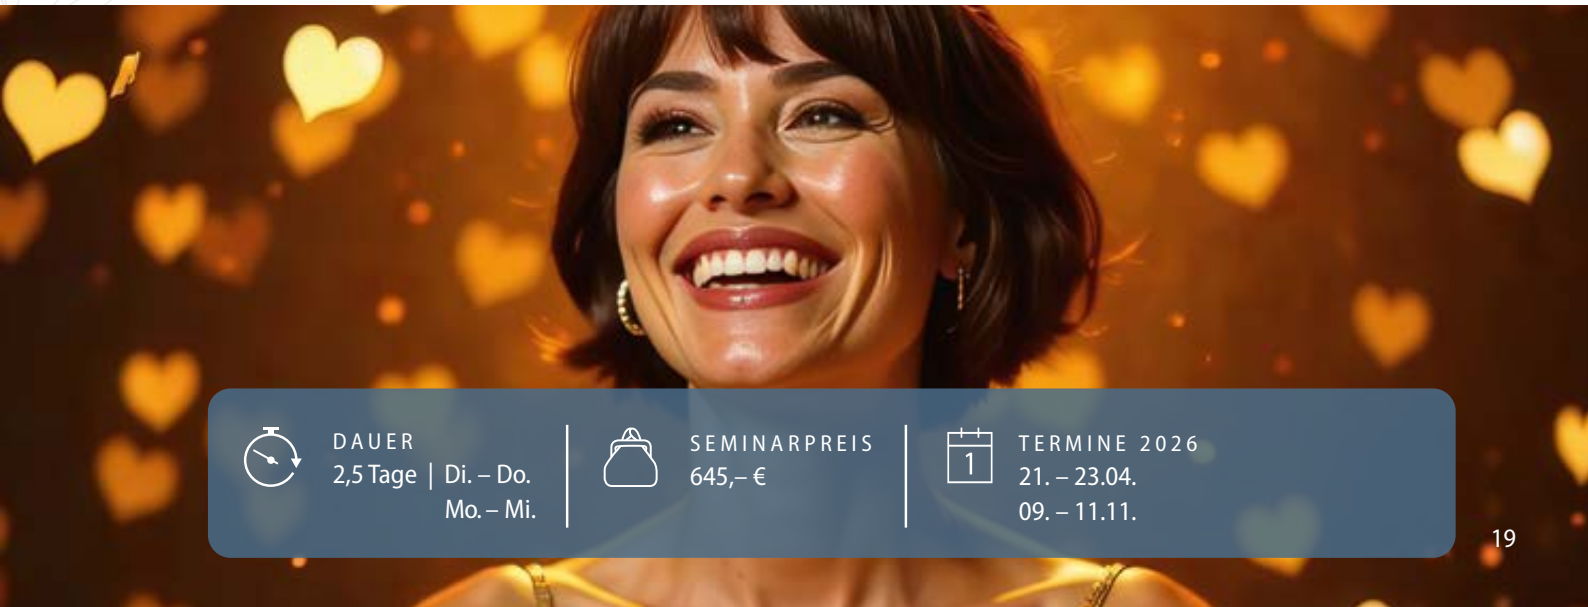 DAUER
2,5 Tage | Di. – Do.
Mo. – Mi.
SEMINARPREIS
645,– €
1
TERMINE 2026
21. – 23.04.
09. – 11.11.
19